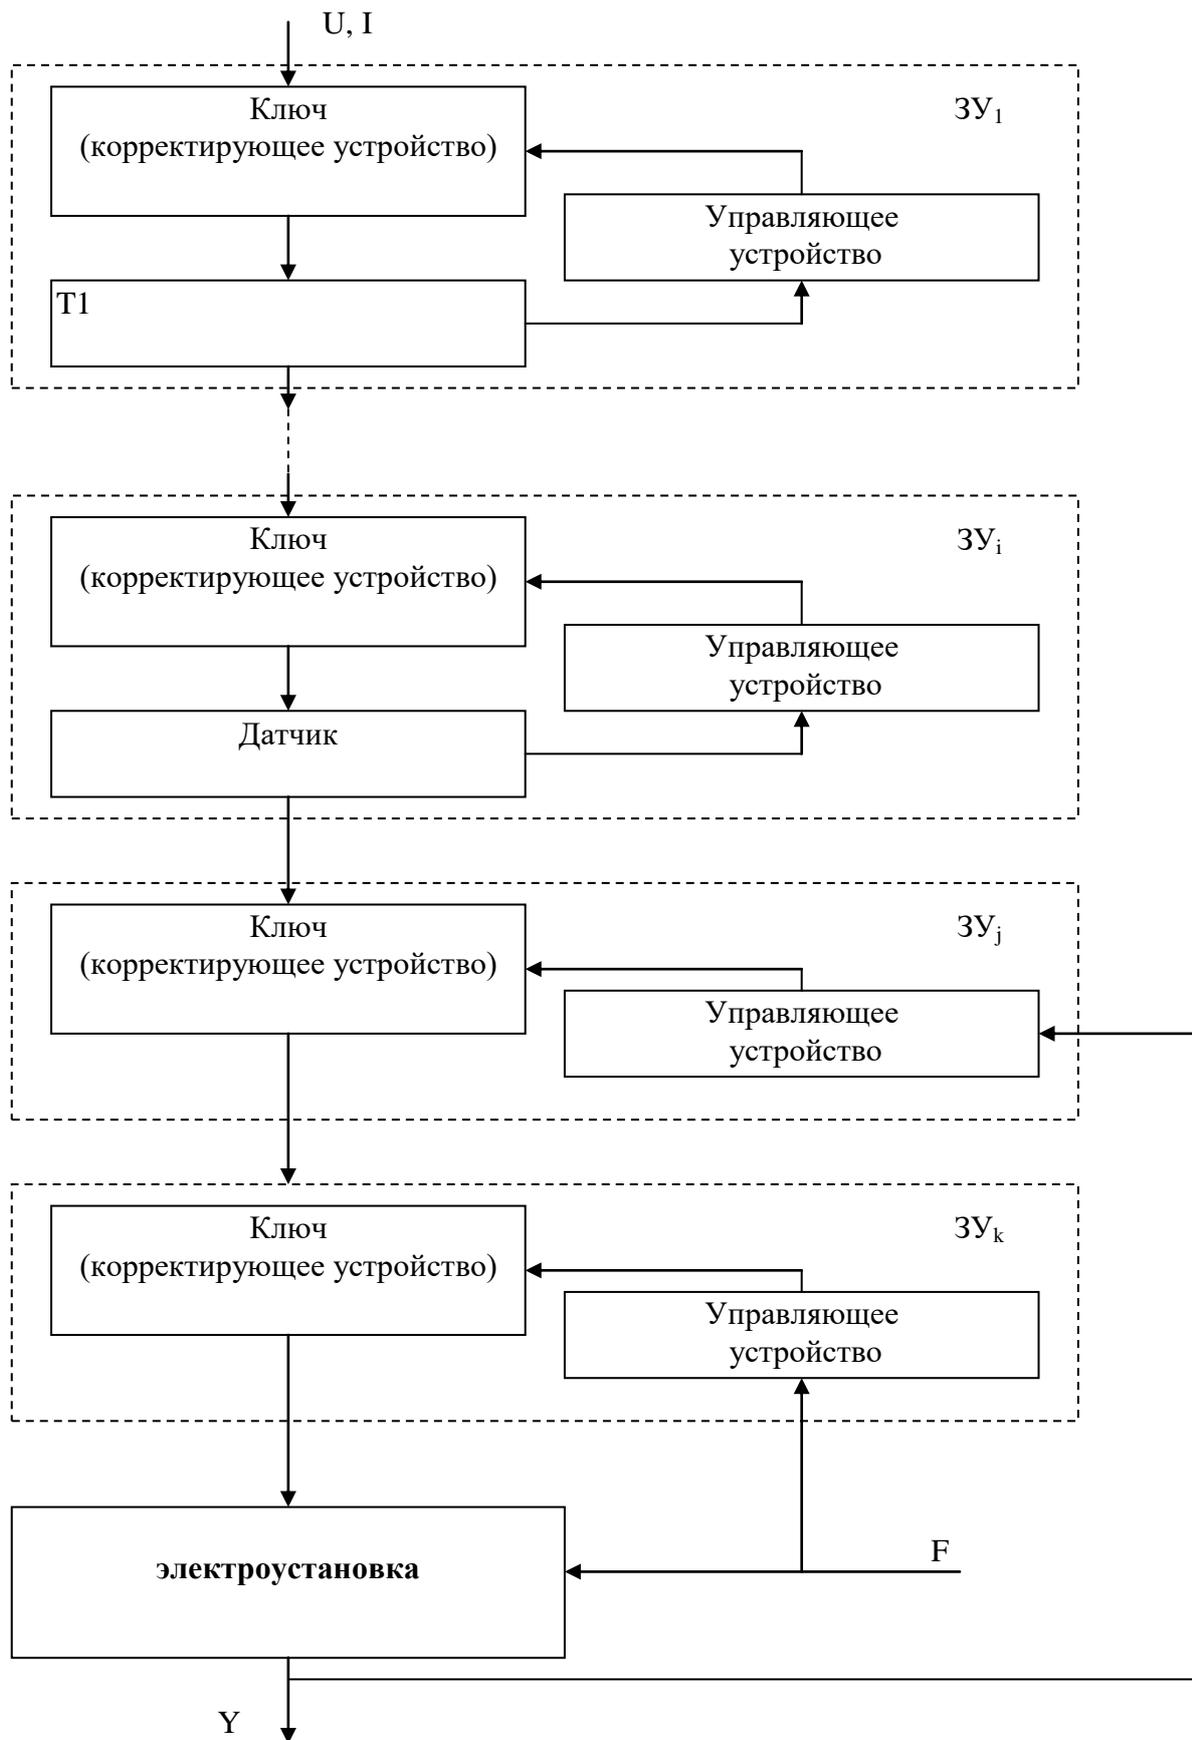 U, I
Ключ
(корректирующее устройство)
ЗУ1
Управляющее
устройство
Т1
Ключ
(корректирующее устройство)
ЗУi
Управляющее
устройство
Датчик
Ключ
(корректирующее устройство)
ЗУj
Управляющее
устройство
Ключ
(корректирующее устройство)
ЗУk
Управляющее
устройство
электроустановка
F
Y